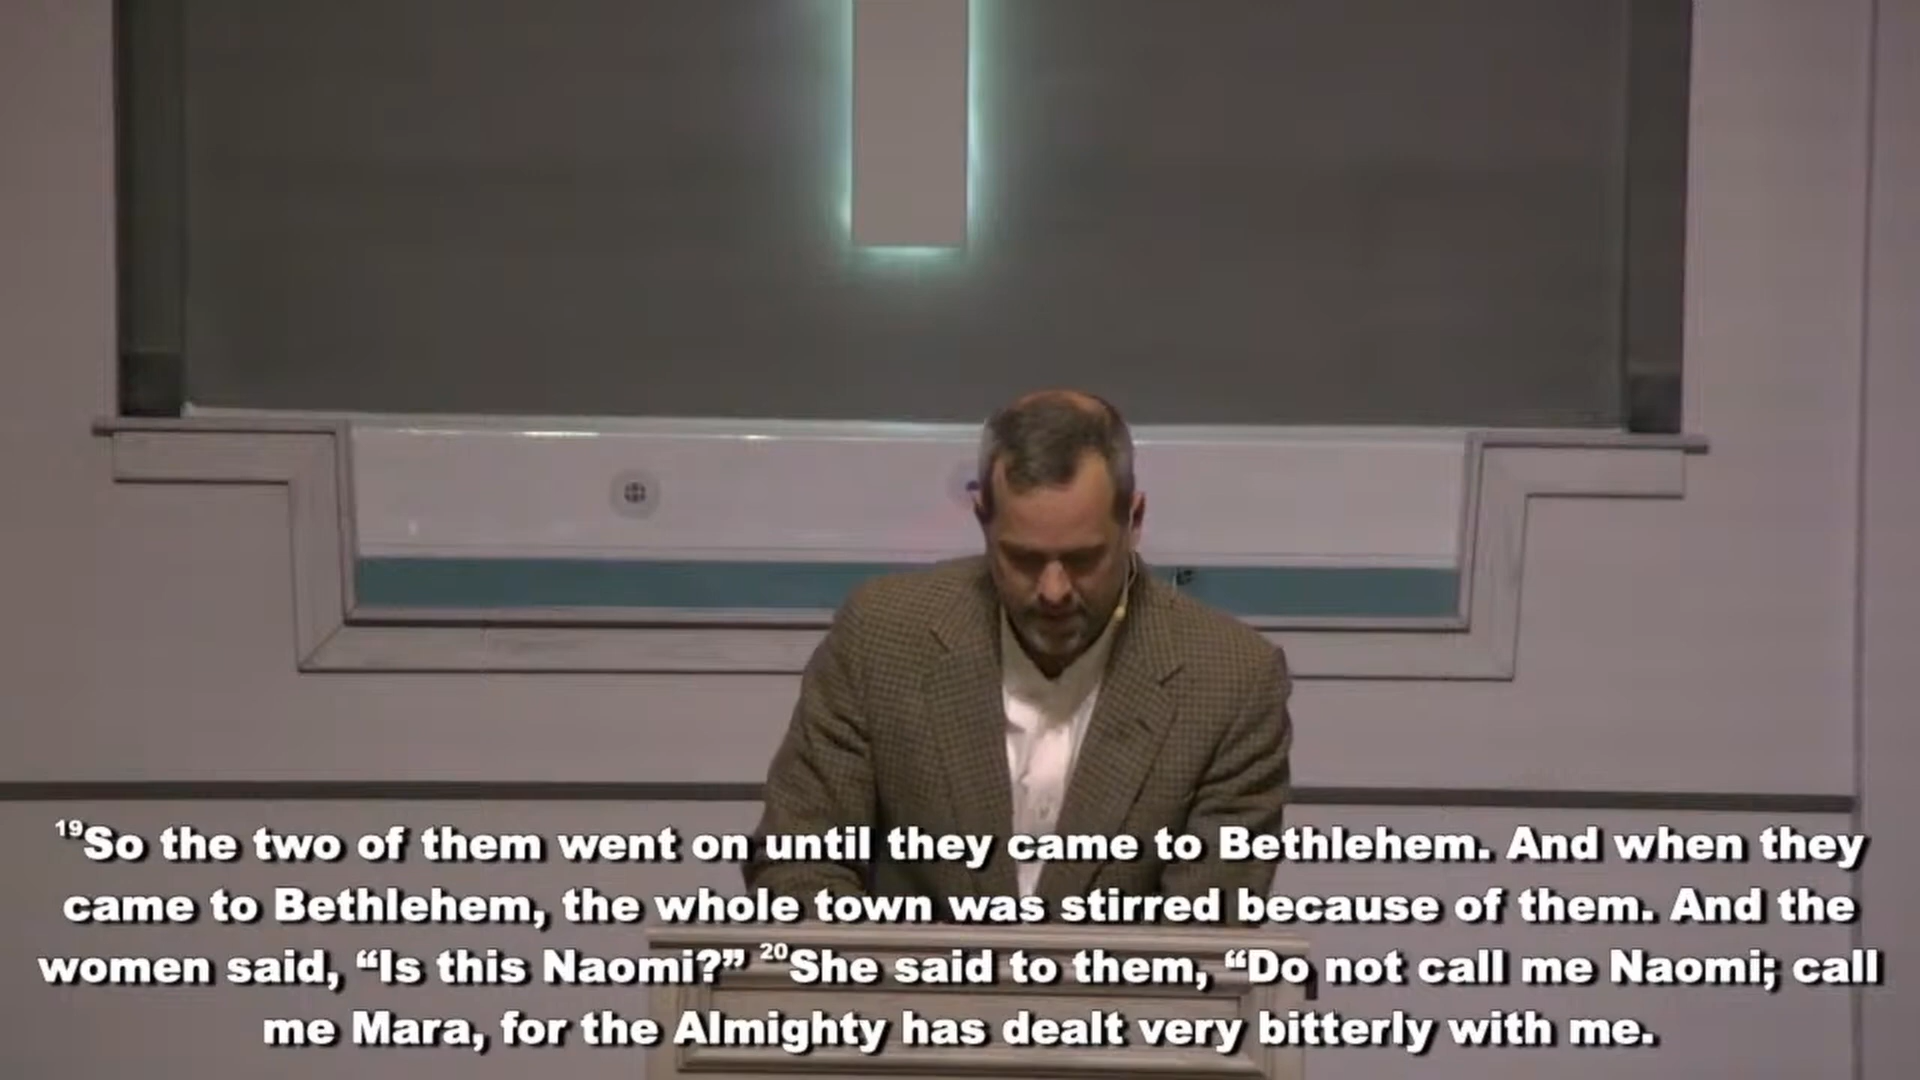 ¹⁹So the two of them went on until they came to Bethlehem. And when they
came to Bethlehem, the whole town was stirred because of them. And the
women said, “Is this Naomi?” ²⁰She said to them, “Do not call me Naomi; call
me Mara, for the Almighty has dealt very bitterly with me.